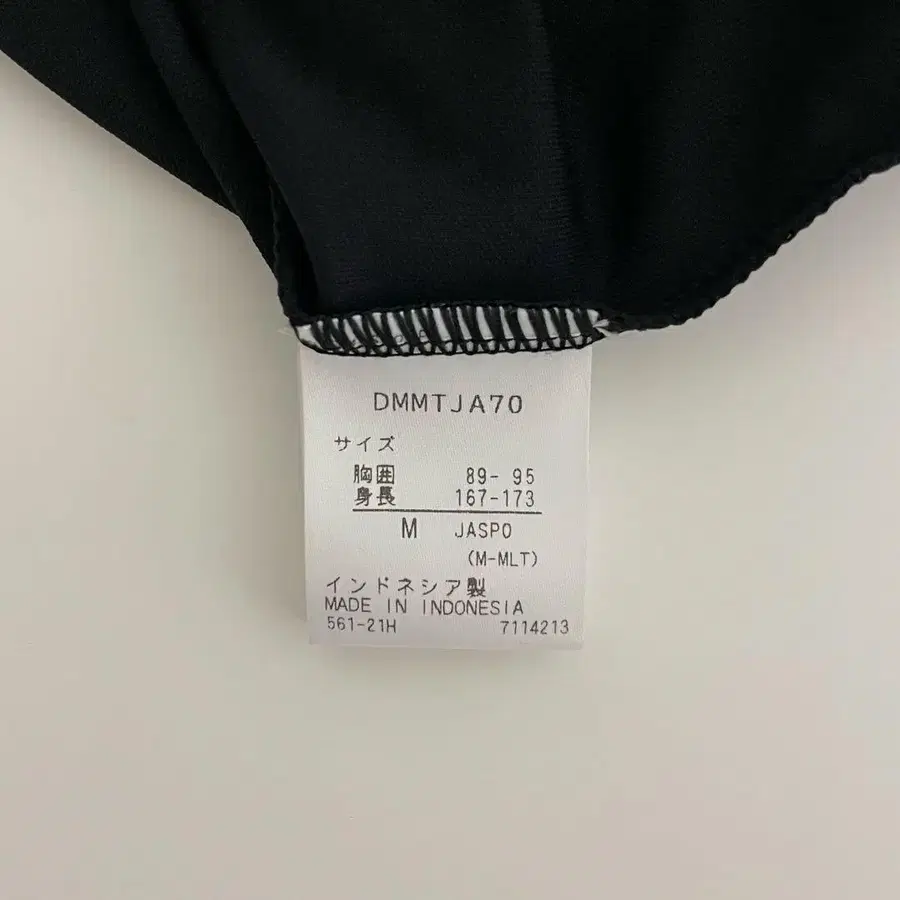 DMMTJA70
サイズ
胸囲 89- 95
身長 167-173
M JASPO
(M-MLT)
インドネシア製
MADE IN INDONESIA
561-21H 7114213